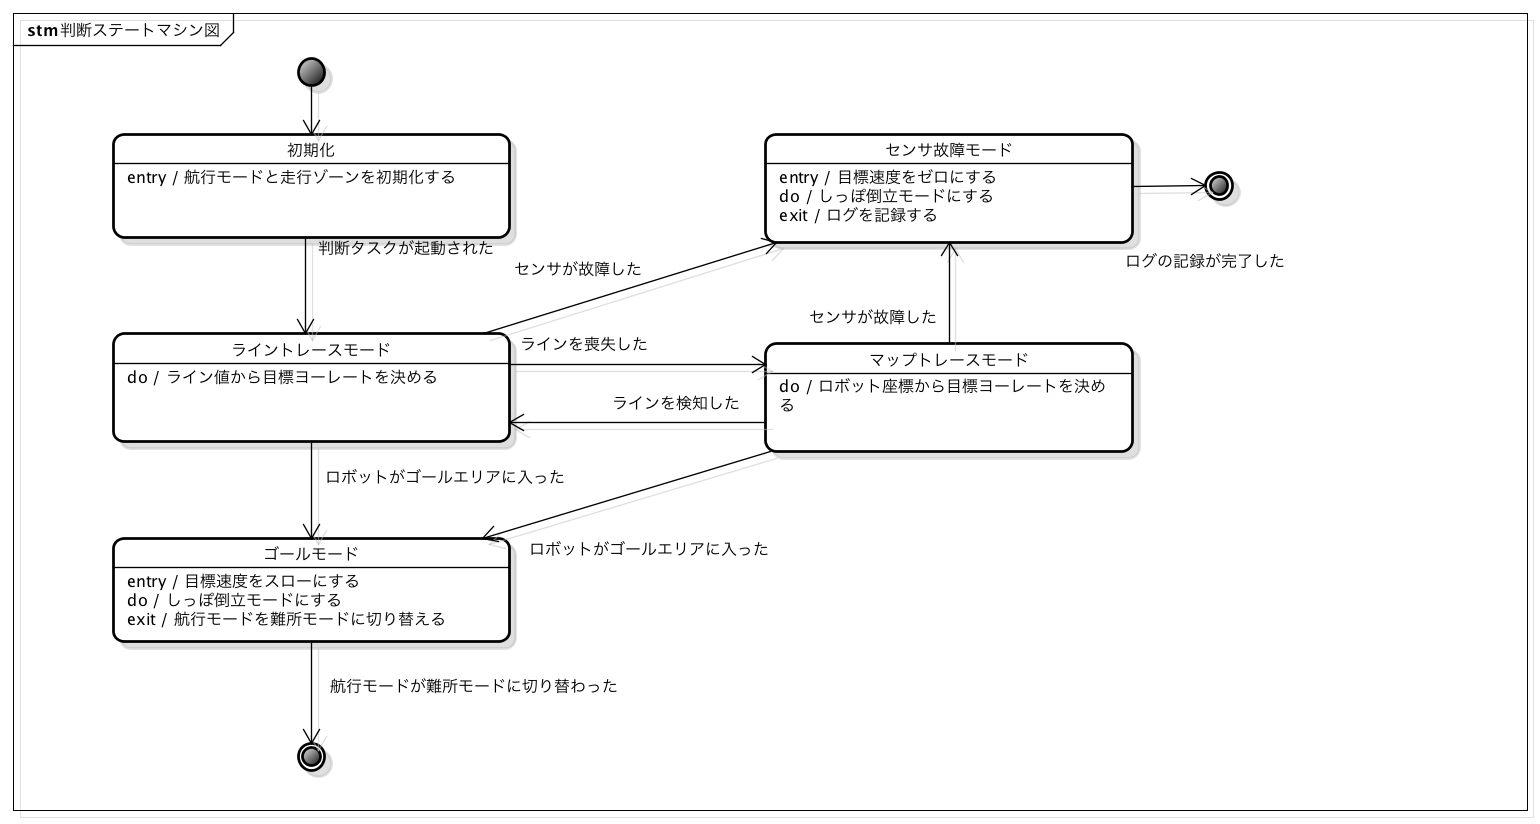 stm 判断ステートマシン図
初期化
entry / 航行モードと走行ゾーンを初期化する
判断タスクが起動された
センサ故障モード
entry / 目標速度をゼロにする
do / しっぽ倒立モードにする
exit / ログを記録する
ログの記録が完了した
センサが故障した
センサが故障した
ラインを喪失した
ライントレースモード
do / ライン値から目標ヨーレートを決める
マップトレースモード
do / ロボット座標から目標ヨーレートを決め
る
ラインを検知した
ロボットがゴールエリアに入った
ロボットがゴールエリアに入った
ゴールモード
entry / 目標速度をスローにする
do / しっぽ倒立モードにする
exit / 航行モードを難所モードに切り替える
航行モードが難所モードに切り替わった